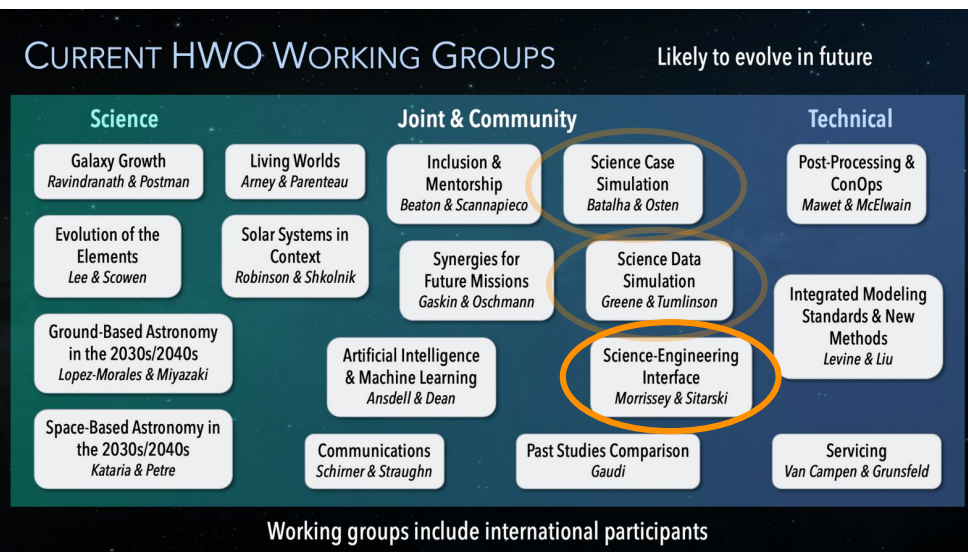 CURRENT HWO WORKING GROUPS
Likely to evolve in future
Science
Joint & Community
Technical
Galaxy Growth
Ravindranath & Postman
Living Worlds
Arney & Parenteau
Inclusion &
Mentorship
Beaton & Scannapieco
Science Case
Simulation
Batalha & Osten
Post-Processing &
ConOps
Mawet & McElwain
Evolution of the
Elements
Lee & Scowen
Solar Systems in
Context
Robinson & Shkolnik
Synergies for
Future Missions
Gaskin & Oschmann
Science Data
Simulation
Greene & Tumlinson
Integrated Modeling
Standards & New
Methods
Levine & Liu
Ground-Based Astronomy
in the 2030s/2040s
Lopez-Morales & Miyazaki
Artificial Intelligence
& Machine Learning
Ansdell & Dean
Science-Engineering
Interface
Morrissey & Sitarski
Space-Based Astronomy in
the 2030s/2040s
Kataria & Petre
Communications
Schirner & Straughn
Past Studies Comparison
Gaudi
Servicing
Van Campen & Grunsfeld
Working groups include international participants